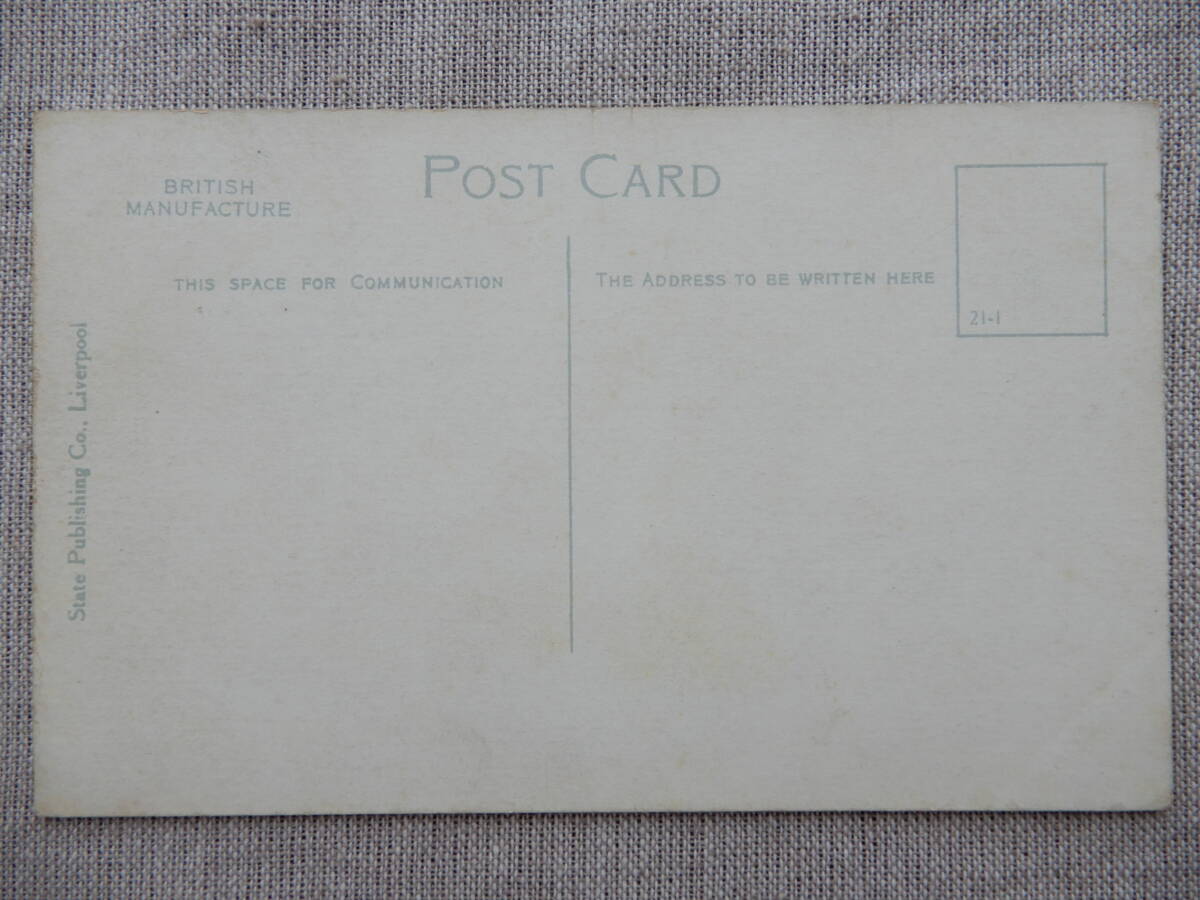 POST CARD
BRITISH
MANUFACTURE
THIS SPACE FOR COMMUNICATION
THE ADDRESS TO BE WRITTEN HERE
21-1
State Publishing Co., Liverpool